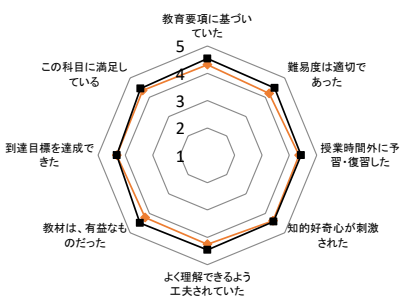 教育要項に基づい
ていた
難易度は適切で
あった
授業時間外に予
習・復習した
知的好奇心が刺激
された
よく理解できるよう
工夫されていた
教材は、有益なも
のだった
到達目標を達成で
きた
この科目に満足し
ている
5
4
3
2
1